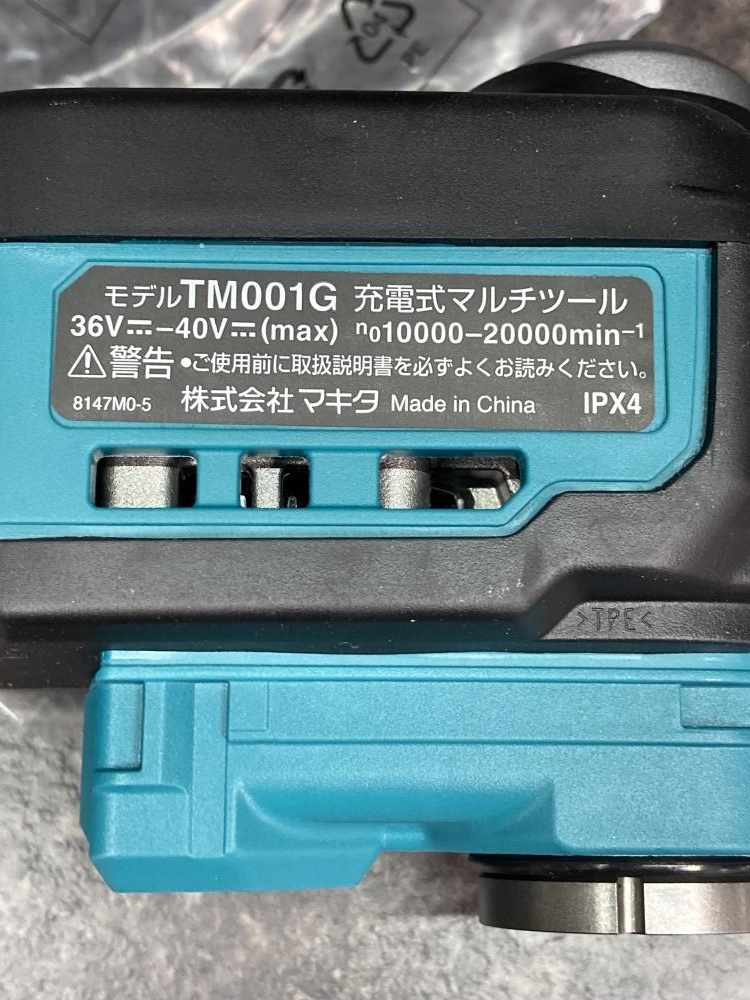 04
PE
モデルTM001G 充電式マルチツール
36V⎓–40V⎓(max) n₀10000–20000min⁻¹
⚠警告 •ご使用前に取扱説明書を必ずよくお読みください。
8147M0-5 株式会社マキタ Made in China IPX4
>TPE<